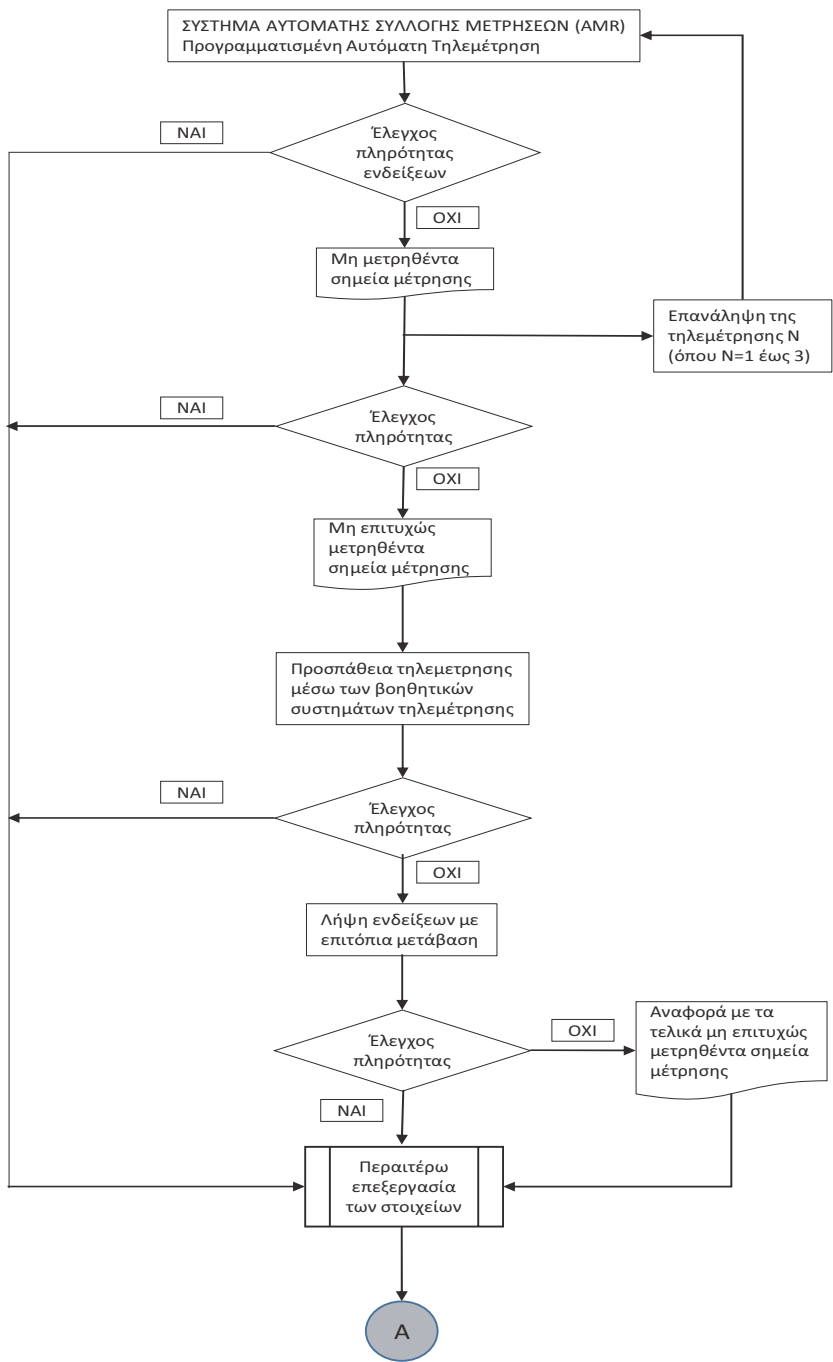 ΣΥΣΤΗΜΑ ΑΥΤΟΜΑΤΗΣ ΣΥΛΛΟΓΗΣ ΜΕΤΡΗΣΕΩΝ (AMR)
Προγραμματισμένη Αυτόματη Τηλεμέτρηση
ΝΑΙ
Έλεγχος
πληρότητας
ενδείξεων
ΟΧΙ
Μη μετρηθέντα
σημεία μέτρησης
Επανάληψη της
τηλεμέτρησης Ν
(όπου Ν=1 έως 3)
ΝΑΙ
Έλεγχος
πληρότητας
ΟΧΙ
Μη επιτυχώς
μετρηθέντα
σημεία μέτρησης
Προσπάθεια τηλεμετρησης
μέσω των βοηθητικών
συστημάτων τηλεμέτρησης
ΝΑΙ
Έλεγχος
πληρότητας
ΟΧΙ
Λήψη ενδείξεων με
επιτόπια μετάβαση
Έλεγχος
πληρότητας
ΟΧΙ
Αναφορά με τα
τελικά μη επιτυχώς
μετρηθέντα σημεία
μέτρησης
ΝΑΙ
Περαιτέρω
επεξεργασία
των στοιχείων
Α